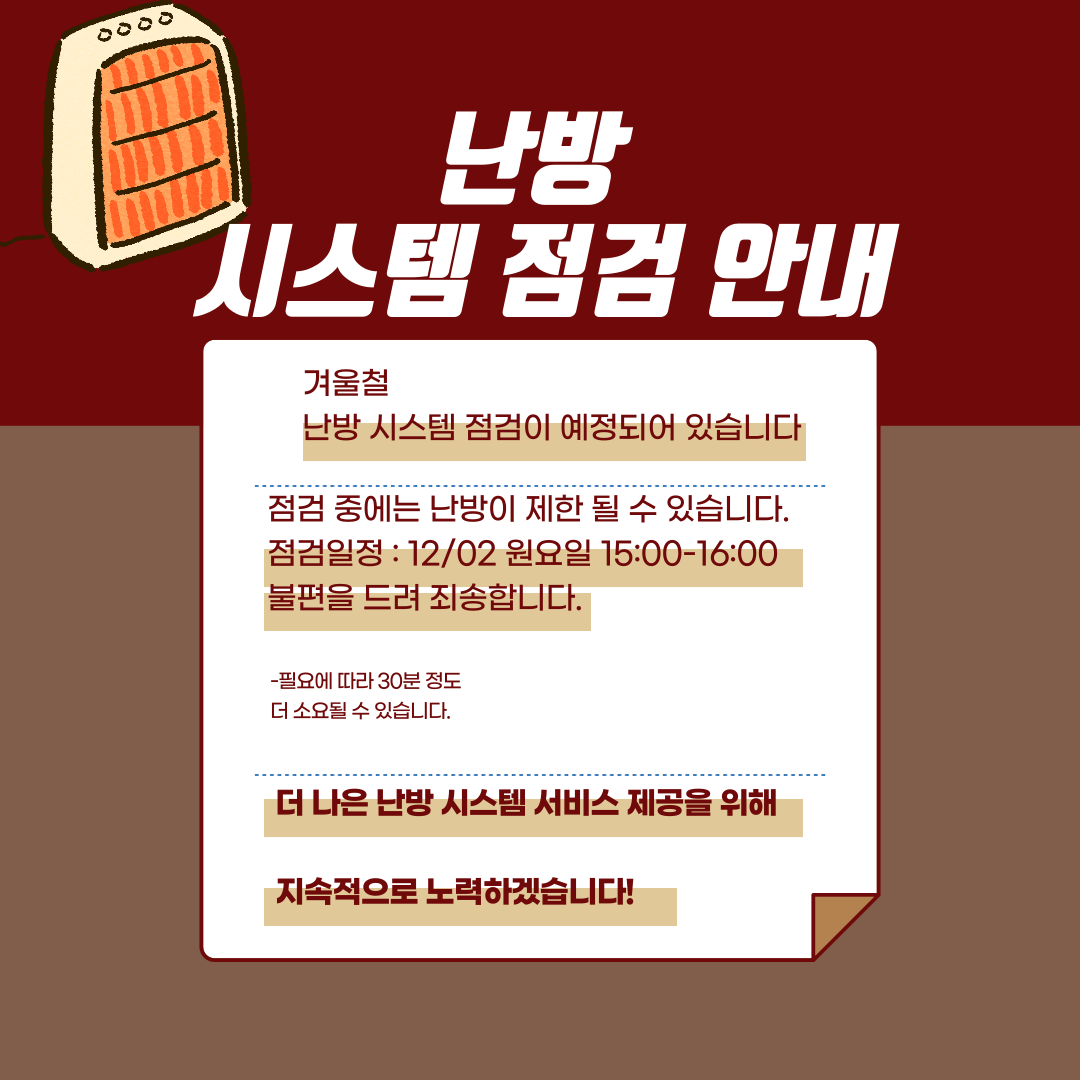 난방
시스템 점검 안내
겨울철
난방 시스템 점검이 예정되어 있습니다
점검 중에는 난방이 제한 될 수 있습니다.
점검일정 : 12/02 원요일 15:00-16:00
불편을 드려 죄송합니다.
-필요에 따라 30분 정도
더 소요될 수 있습니다.
더 나은 난방 시스템 서비스 제공을 위해
지속적으로 노력하겠습니다!